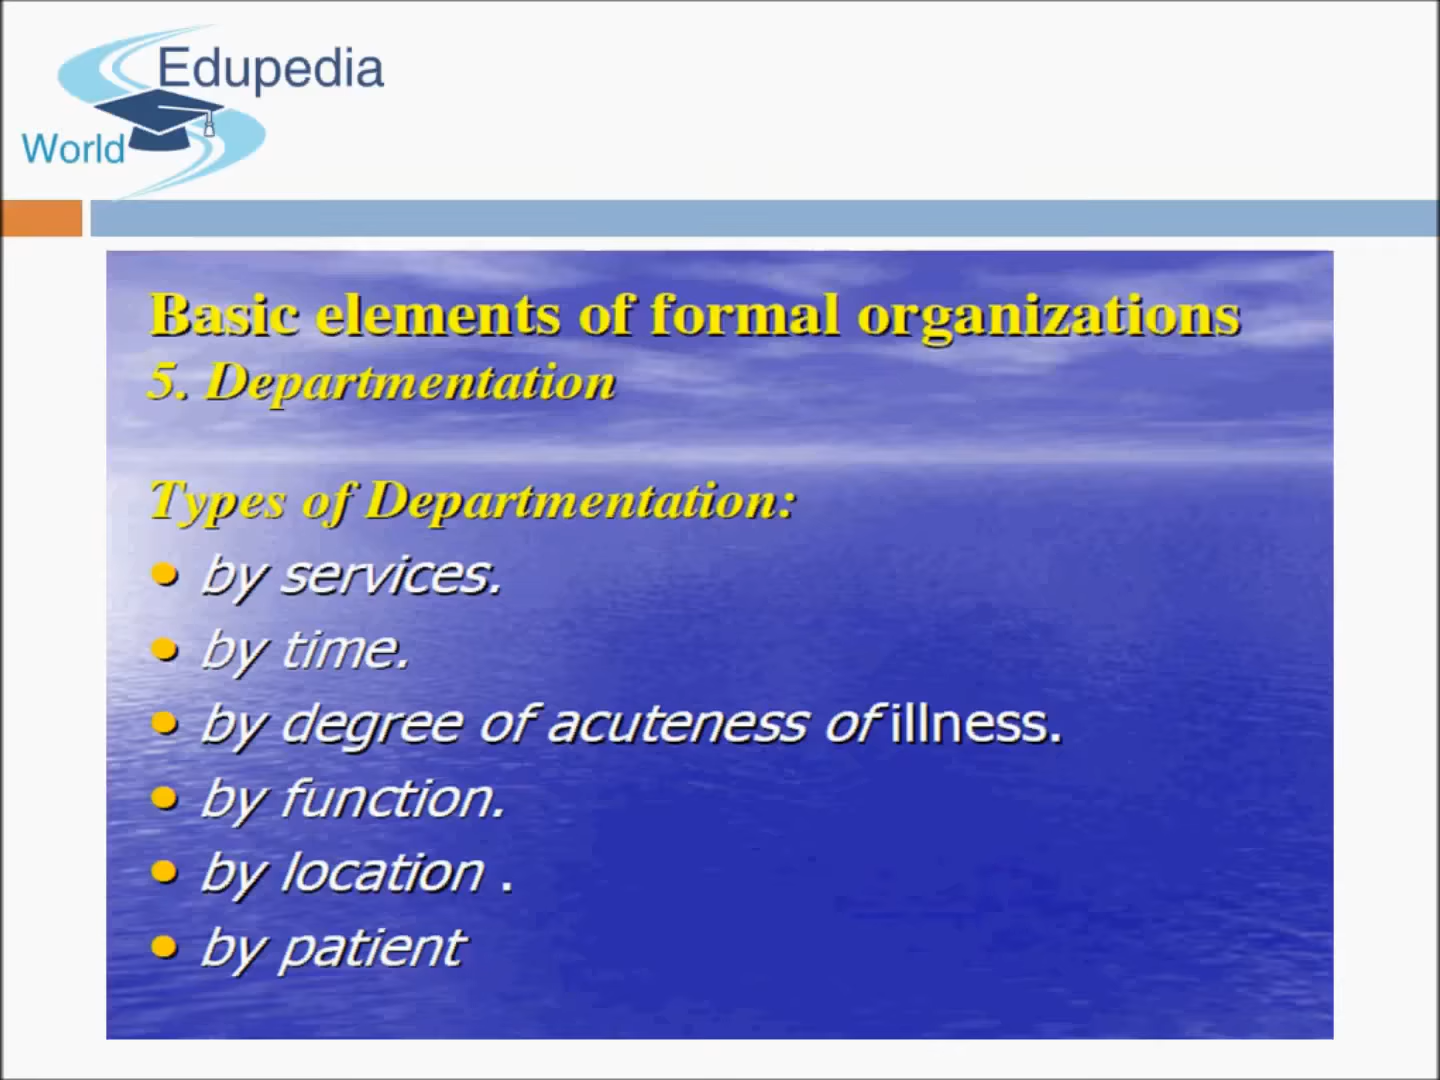 Edupedia
World
Basic elements of formal organizations
5. Departmentation
Types of Departmentation:
• by services.
• by time.
• by degree of acuteness of illness.
• by function.
• by location .
• by patient